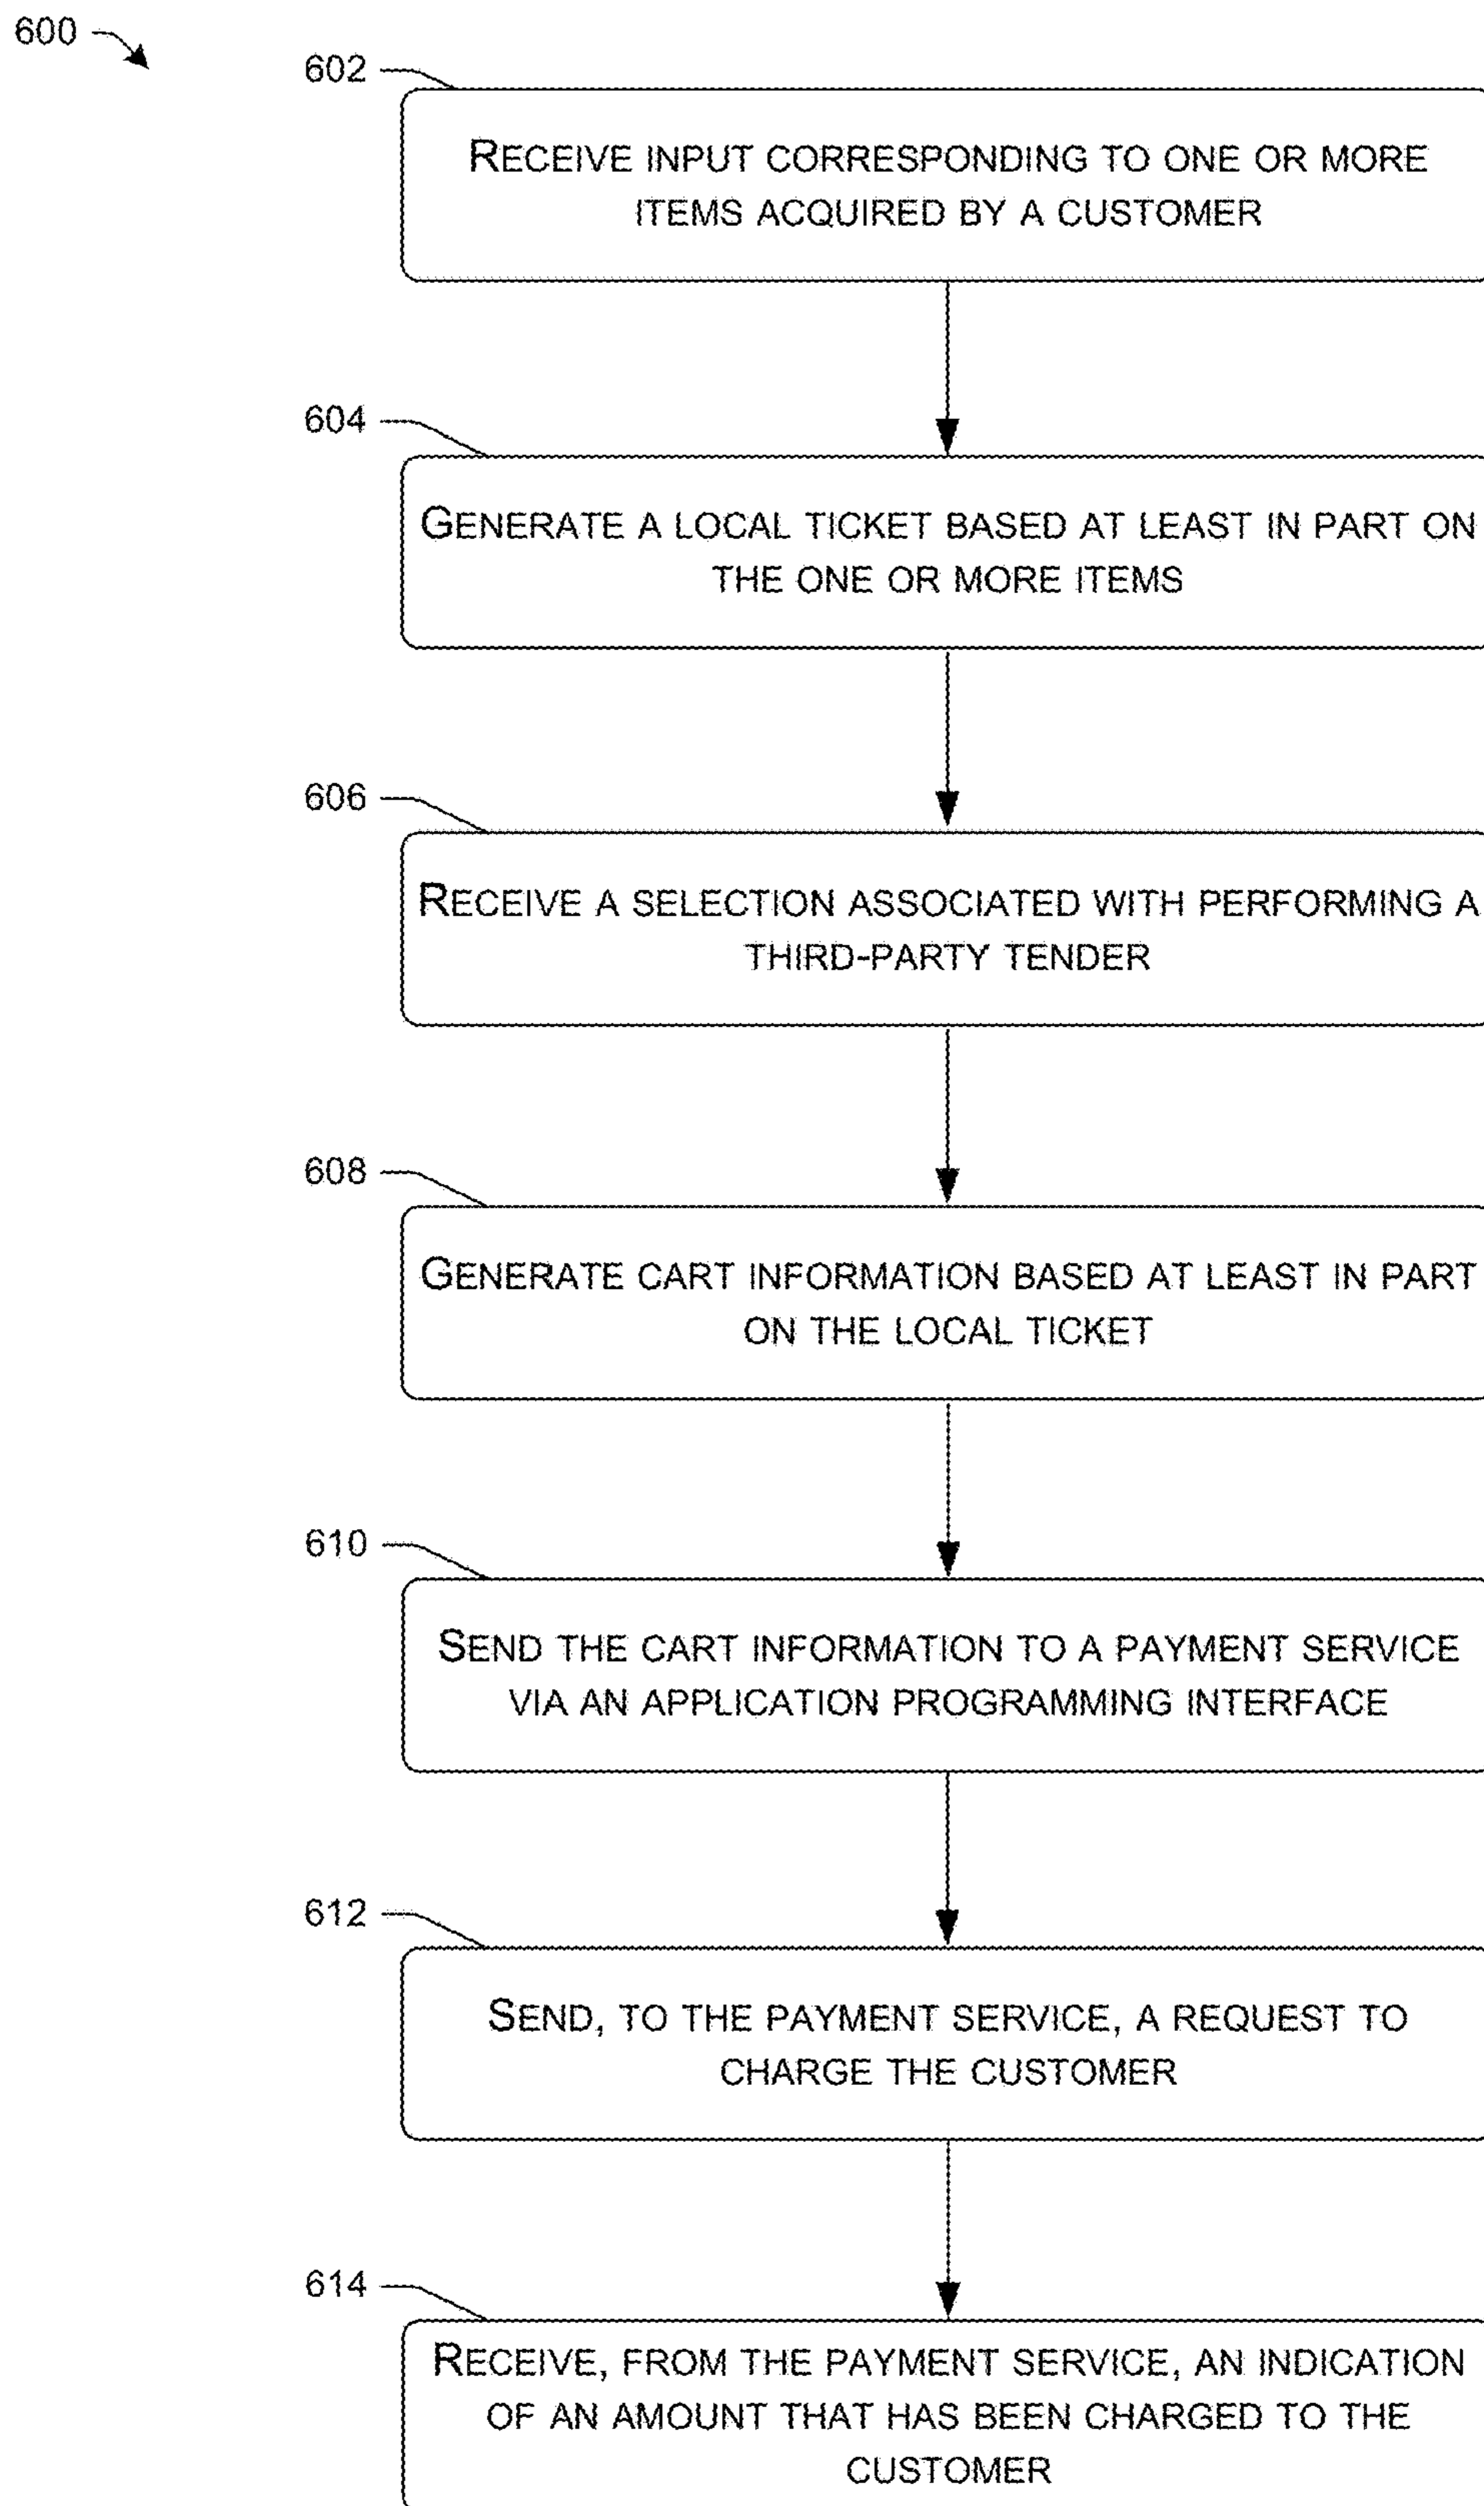 600
602
RECEIVE INPUT CORRESPONDING TO ONE OR MORE
ITEMS ACQUIRED BY A CUSTOMER
604
GENERATE A LOCAL TICKET BASED AT LEAST IN PART ON
THE ONE OR MORE ITEMS
606
RECEIVE A SELECTION ASSOCIATED WITH PERFORMING A
THIRD-PARTY TENDER
608
GENERATE CART INFORMATION BASED AT LEAST IN PART
ON THE LOCAL TICKET
610
SEND THE CART INFORMATION TO A PAYMENT SERVICE
VIA AN APPLICATION PROGRAMMING INTERFACE
612
SEND, TO THE PAYMENT SERVICE, A REQUEST TO
CHARGE THE CUSTOMER
614
RECEIVE, FROM THE PAYMENT SERVICE, AN INDICATION
OF AN AMOUNT THAT HAS BEEN CHARGED TO THE
CUSTOMER